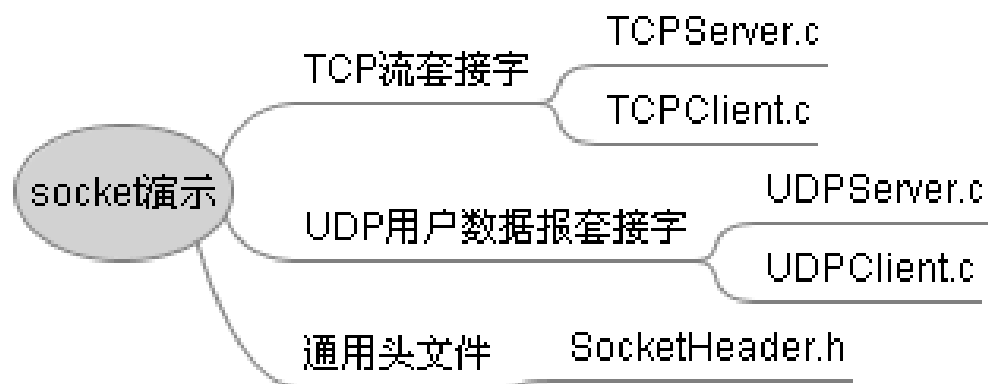 socket演示
TCP流套接字
TCPServer.c
TCPClient.c
UDP用户数据报套接字
UDPServer.c
UDPClient.c
通用头文件
SocketHeader.h